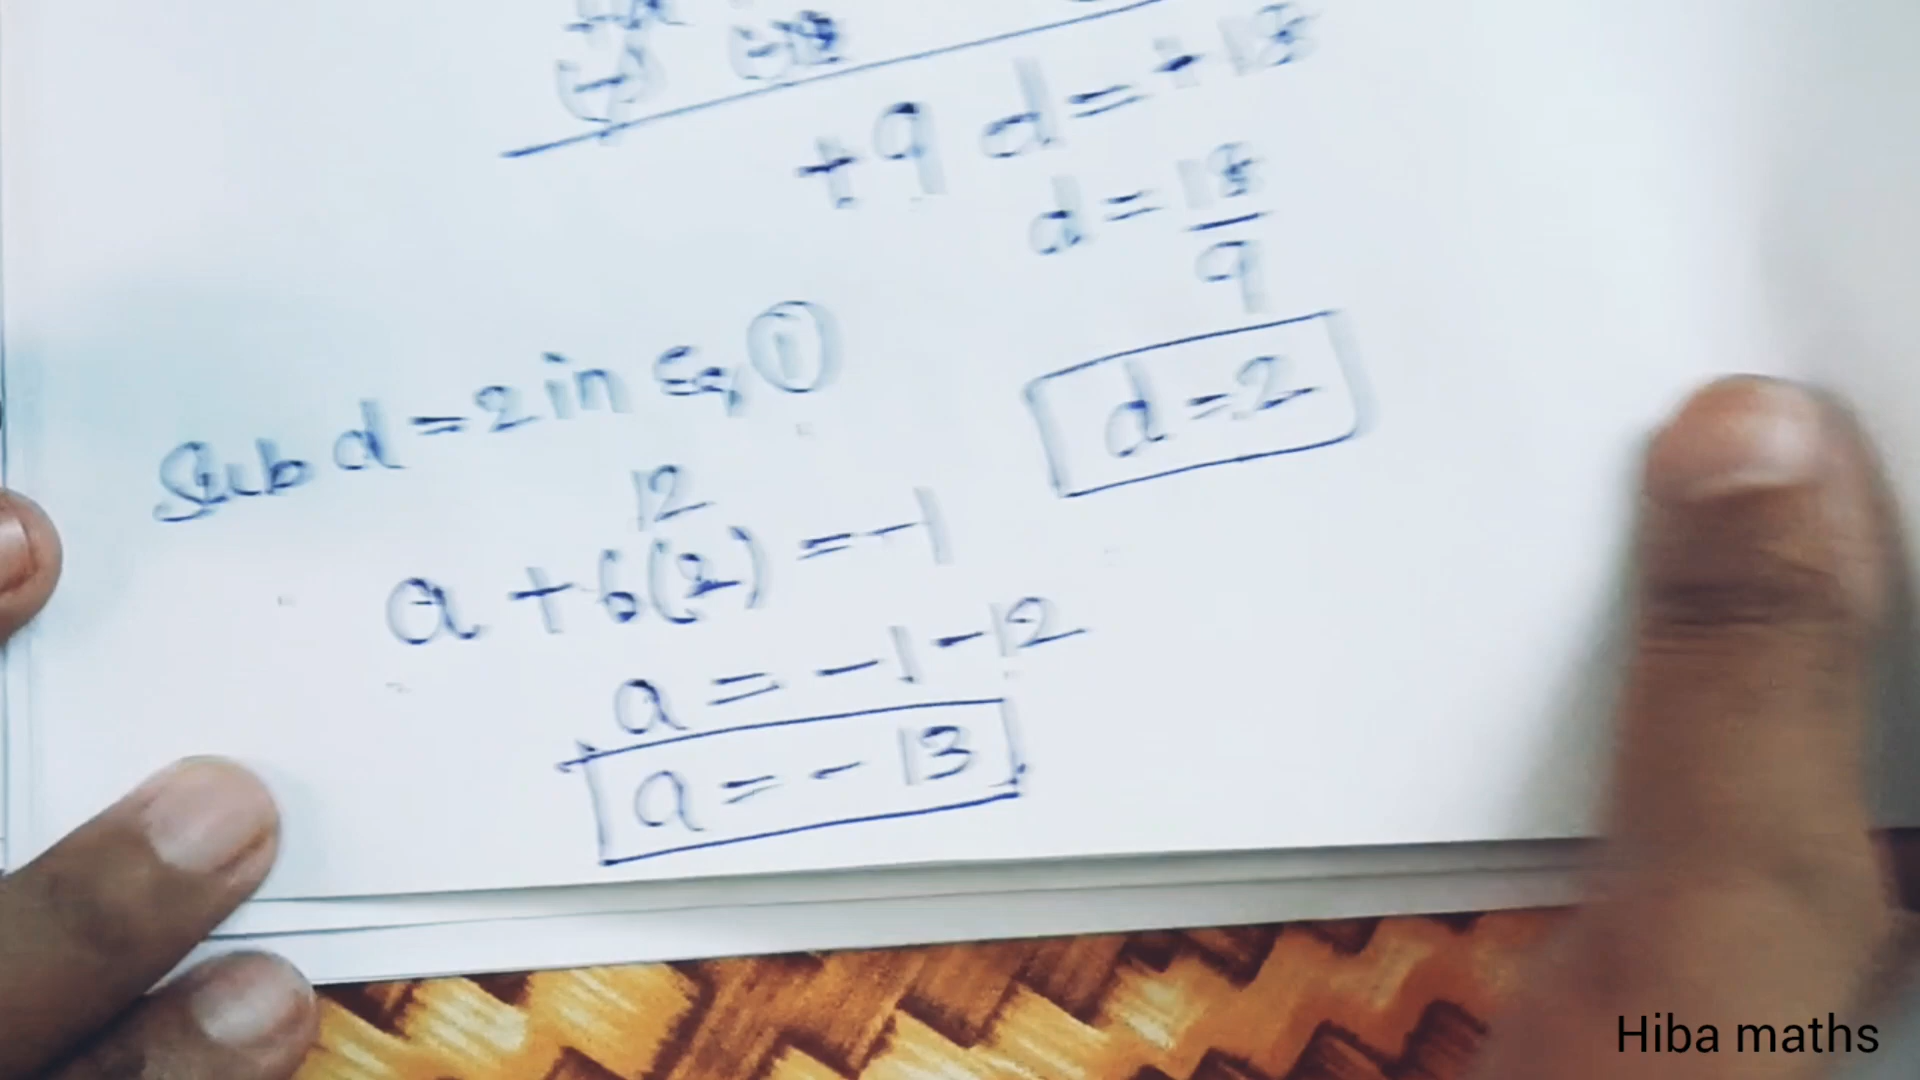 +9 d = +18
d = 18/9
d = 2
Sub d = 2 in Eq ①
12
a + 6(2) = -1
a = -1 - 12
a = - 13
Hiba maths